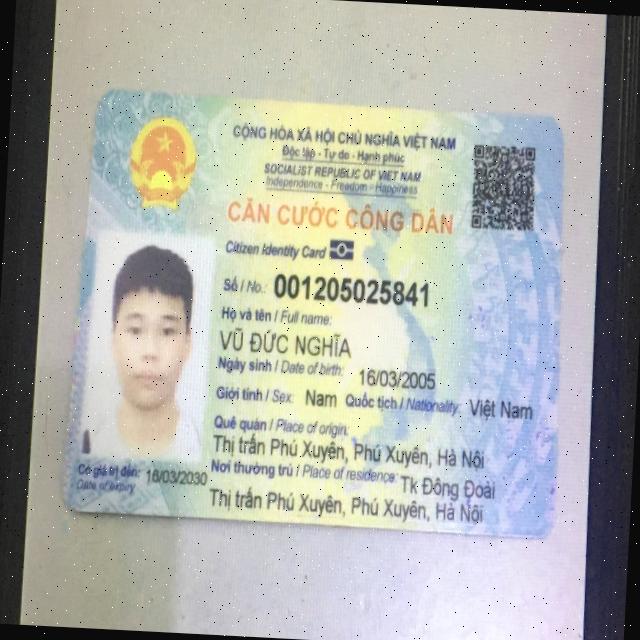 CỘNG HÒA XÃ HỘI CHỦ NGHĨA VIỆT NAM
Độc lập - Tự do - Hạnh phúc
SOCIALIST REPUBLIC OF VIET NAM
Independence - Freedom - Happiness
CĂN CƯỚC CÔNG DÂN
Citizen Identity Card
Số / No.: 001205025841
Họ và tên / Full name:
VŨ ĐỨC NGHĨA
Ngày sinh / Date of birth: 16/03/2005
Giới tính / Sex: Nam Quốc tịch / Nationality: Việt Nam
Quê quán / Place of origin:
Thị trấn Phú Xuyên, Phú Xuyên, Hà Nội
Nơi thường trú / Place of residence: Tk Đông Đoài
Thị trấn Phú Xuyên, Phú Xuyên, Hà Nội
Có giá trị đến: 16/03/2030
Date of expiry